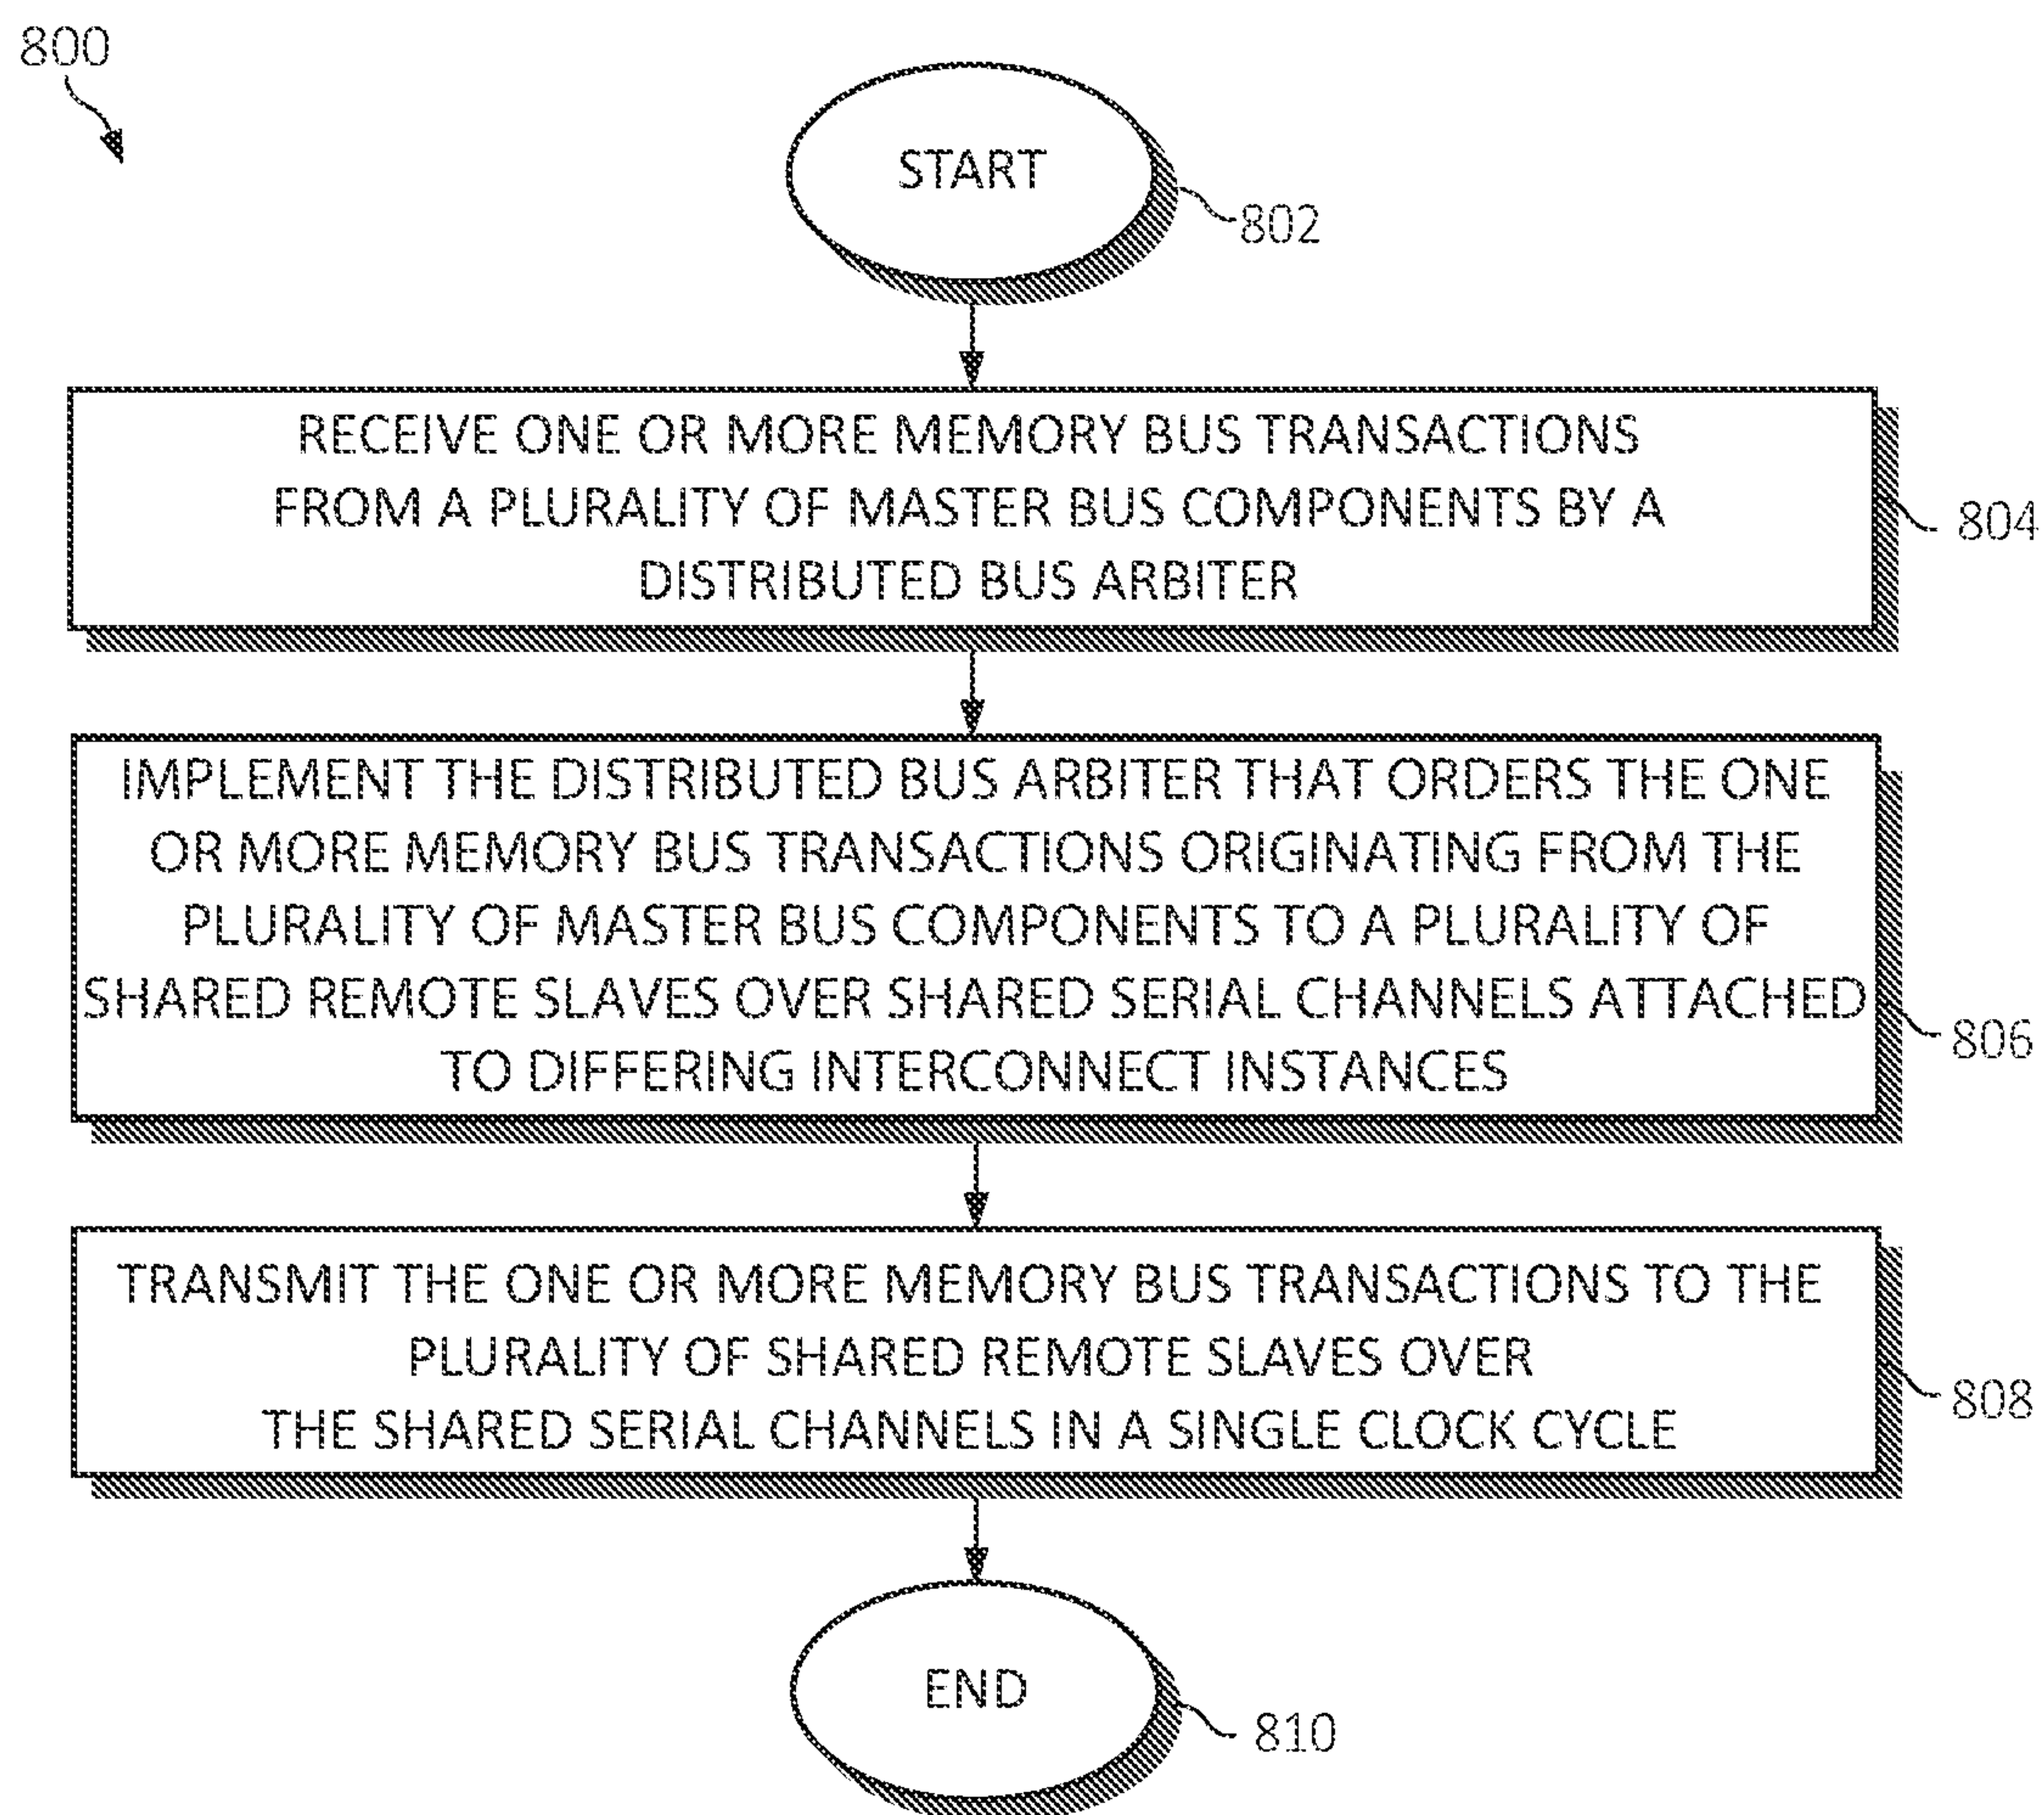 800
START
802
RECEIVE ONE OR MORE MEMORY BUS TRANSACTIONS
FROM A PLURALITY OF MASTER BUS COMPONENTS BY A
DISTRIBUTED BUS ARBITER
804
IMPLEMENT THE DISTRIBUTED BUS ARBITER THAT ORDERS THE ONE
OR MORE MEMORY BUS TRANSACTIONS ORIGINATING FROM THE
PLURALITY OF MASTER BUS COMPONENTS TO A PLURALITY OF
SHARED REMOTE SLAVES OVER SHARED SERIAL CHANNELS ATTACHED
TO DIFFERING INTERCONNECT INSTANCES
806
TRANSMIT THE ONE OR MORE MEMORY BUS TRANSACTIONS TO THE
PLURALITY OF SHARED REMOTE SLAVES OVER
THE SHARED SERIAL CHANNELS IN A SINGLE CLOCK CYCLE
808
END
810